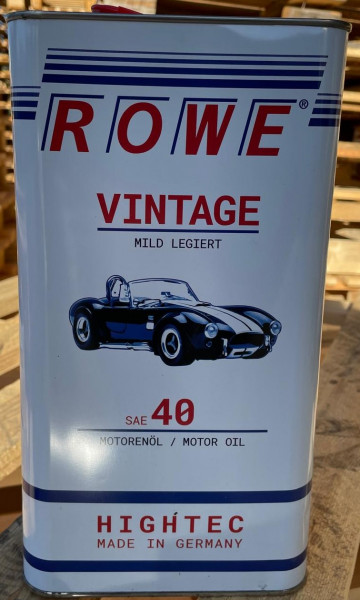 ROWE®
VINTAGE
MILD LEGIERT
SAE 40
MOTORENÖL / MOTOR OIL
HIGHTEC
MADE IN GERMANY